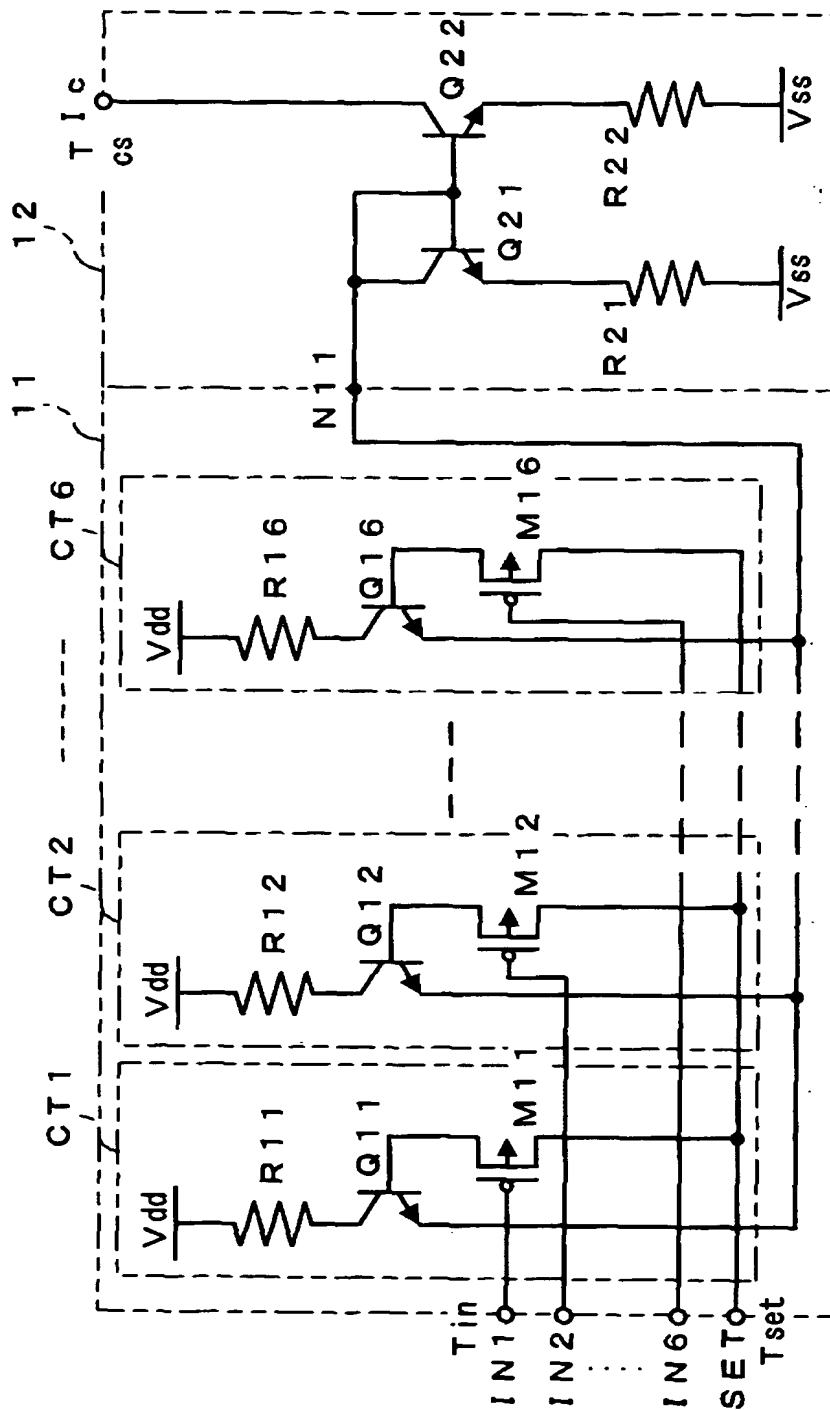 CT1
CT2
CT6
11
12
T
Ic
cs
Vdd
Vdd
Vdd
R11
R12
R16
Q11
Q12
Q16
M11
M12
M16
N11
Q21
Q22
R21
R22
Vss
Vss
Tin
IN1
IN2
IN6
SET
Tset